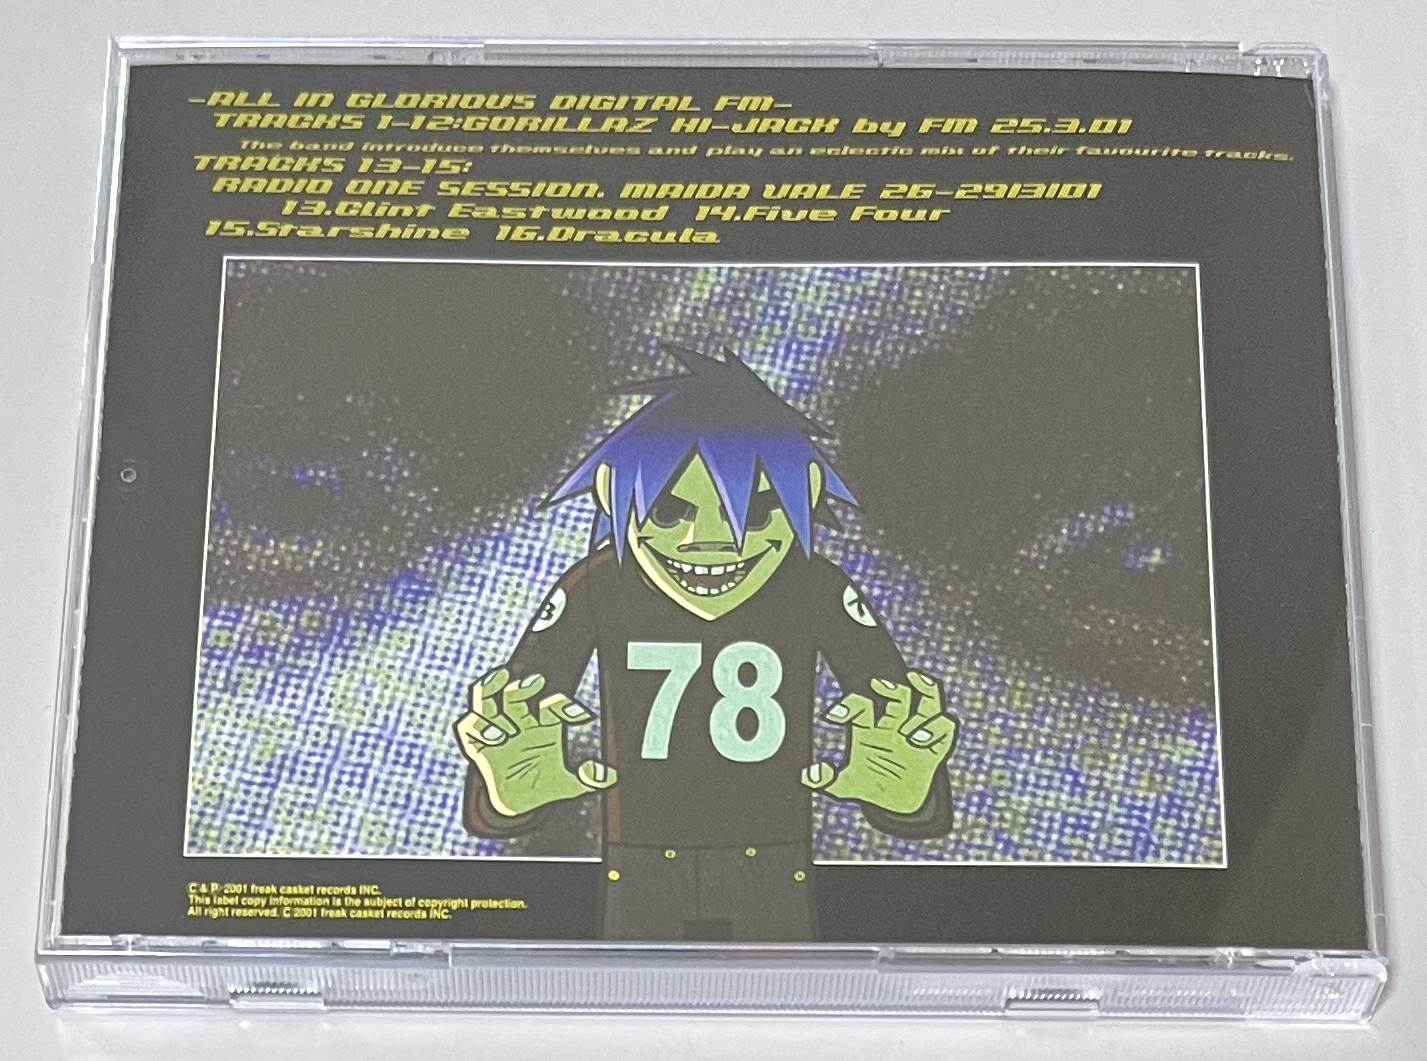 -ALL IN GLORIOUS DIGITAL FM-
TRACKS 1-12:GORILLAZ HI-JACK by FM 25.3.01
The band introduce themselves and play an eclectic mix of their favourite tracks.
TRACKS 13-15:
RADIO ONE SESSION. MAIDA VALE 26-29|3|01
13.Clint Eastwood 14.Five Four
15.Starshine 16.Dracula
78
C & P 2001 freak casket records INC.
This label copy information is the subject of copyright protection.
All right reserved. C 2001 freak casket records INC.